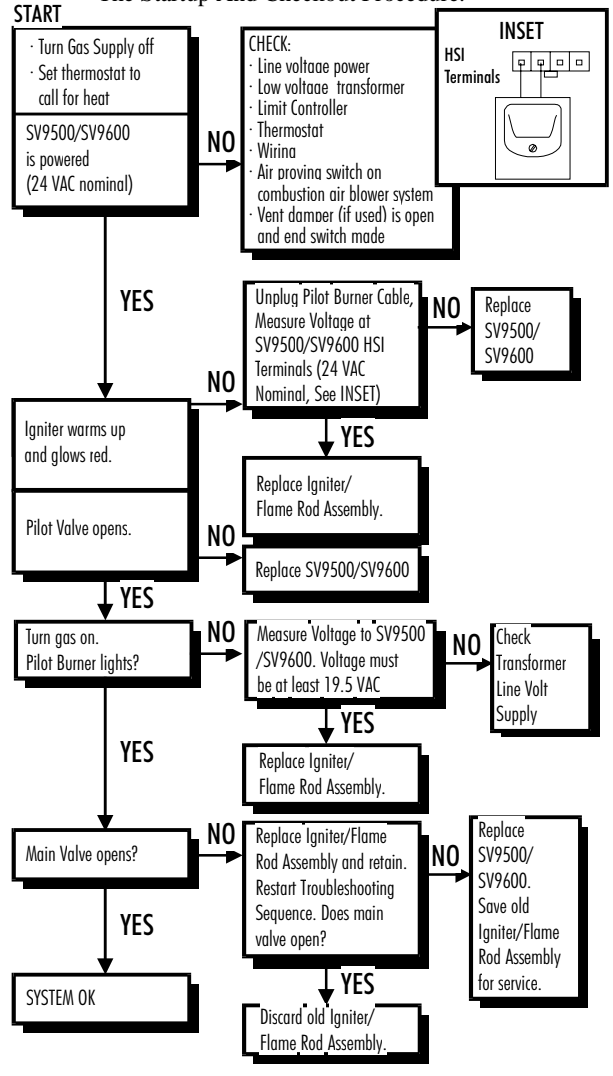 The Startup And Checkout Procedure.
START
· Turn Gas Supply off
· Set thermostat to
call for heat
SV9500/SV9600
is powered
(24 VAC nominal)
NO
CHECK:
· Line voltage power
· Low voltage transformer
· Limit Controller
· Thermostat
· Wiring
· Air proving switch on
combustion air blower system
· Vent damper (if used) is open
and end switch made
INSET
HSI
Terminals
YES
Igniter warms up
and glows red.
NO
Unplug Pilot Burner Cable,
Measure Voltage at
SV9500/SV9600 HSI
Terminals (24 VAC
Nominal, See INSET)
NO
Replace
SV9500/
SV9600
YES
Replace Igniter/
Flame Rod Assembly.
Pilot Valve opens.
NO
Replace SV9500/SV9600
YES
Turn gas on.
Pilot Burner lights?
NO
Measure Voltage to SV9500
/SV9600. Voltage must
be at least 19.5 VAC
NO
Check
Transformer
Line Volt
Supply
YES
Replace Igniter/
Flame Rod Assembly.
YES
Main Valve opens?
NO
Replace Igniter/Flame
Rod Assembly and retain.
Restart Troubleshooting
Sequence. Does main
valve open?
NO
Replace
SV9500/
SV9600.
Save old
Igniter/Flame
Rod Assembly
for service.
YES
Discard old Igniter/
Flame Rod Assembly.
YES
SYSTEM OK